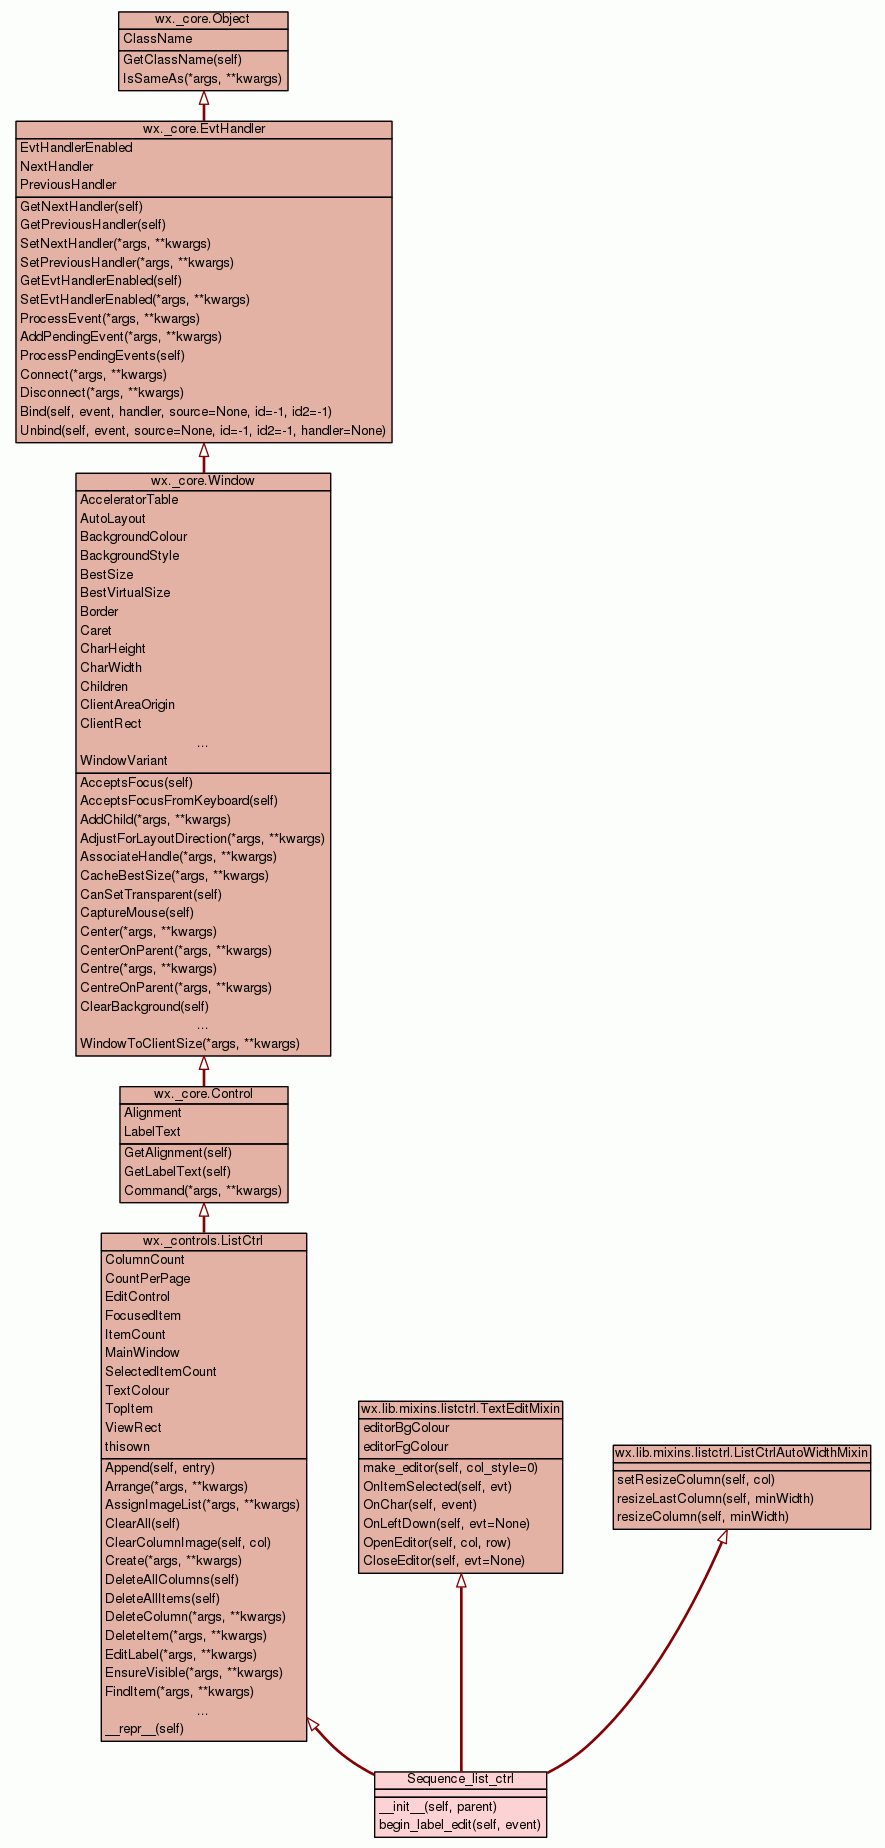 wx._core.Object
ClassName
GetClassName(self)
IsSameAs(*args, **kwargs)
wx._core.EvtHandler
EvtHandlerEnabled
NextHandler
PreviousHandler
GetNextHandler(self)
GetPreviousHandler(self)
SetNextHandler(*args, **kwargs)
SetPreviousHandler(*args, **kwargs)
GetEvtHandlerEnabled(self)
SetEvtHandlerEnabled(*args, **kwargs)
ProcessEvent(*args, **kwargs)
AddPendingEvent(*args, **kwargs)
ProcessPendingEvents(self)
Connect(*args, **kwargs)
Disconnect(*args, **kwargs)
Bind(self, event, handler, source=None, id=-1, id2=-1)
Unbind(self, event, source=None, id=-1, id2=-1, handler=None)
wx._core.Window
AcceleratorTable
AutoLayout
BackgroundColour
BackgroundStyle
BestSize
BestVirtualSize
Border
Caret
CharHeight
CharWidth
Children
ClientAreaOrigin
ClientRect
...
WindowVariant
AcceptsFocus(self)
AcceptsFocusFromKeyboard(self)
AddChild(*args, **kwargs)
AdjustForLayoutDirection(*args, **kwargs)
AssociateHandle(*args, **kwargs)
CacheBestSize(*args, **kwargs)
CanSetTransparent(self)
CaptureMouse(self)
Center(*args, **kwargs)
CenterOnParent(*args, **kwargs)
Centre(*args, **kwargs)
CentreOnParent(*args, **kwargs)
ClearBackground(self)
...
WindowToClientSize(*args, **kwargs)
wx._core.Control
Alignment
LabelText
GetAlignment(self)
GetLabelText(self)
Command(*args, **kwargs)
wx._controls.ListCtrl
ColumnCount
CountPerPage
EditControl
FocusedItem
ItemCount
MainWindow
SelectedItemCount
TextColour
TopItem
ViewRect
thisown
Append(self, entry)
Arrange(*args, **kwargs)
AssignImageList(*args, **kwargs)
ClearAll(self)
ClearColumnImage(self, col)
Create(*args, **kwargs)
DeleteAllColumns(self)
DeleteAllItems(self)
DeleteColumn(*args, **kwargs)
DeleteItem(*args, **kwargs)
EditLabel(*args, **kwargs)
EnsureVisible(*args, **kwargs)
FindItem(*args, **kwargs)
...
__repr__(self)
wx.lib.mixins.listctrl.TextEditMixin
editorBgColour
editorFgColour
make_editor(self, col_style=0)
OnItemSelected(self, evt)
OnChar(self, event)
OnLeftDown(self, evt=None)
OpenEditor(self, col, row)
CloseEditor(self, evt=None)
wx.lib.mixins.listctrl.ListCtrlAutoWidthMixin
setResizeColumn(self, col)
resizeLastColumn(self, minWidth)
resizeColumn(self, minWidth)
Sequence_list_ctrl
__init__(self, parent)
begin_label_edit(self, event)